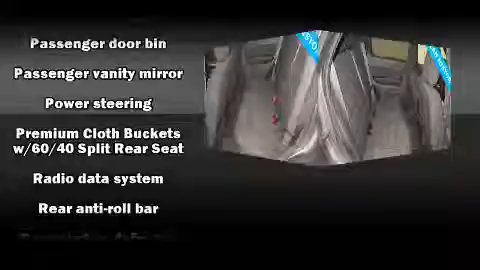 Passenger door bin
Passenger vanity mirror
Power steering
Premium Cloth Buckets
w/60/40 Split Rear Seat
Radio data system
Rear anti-roll bar